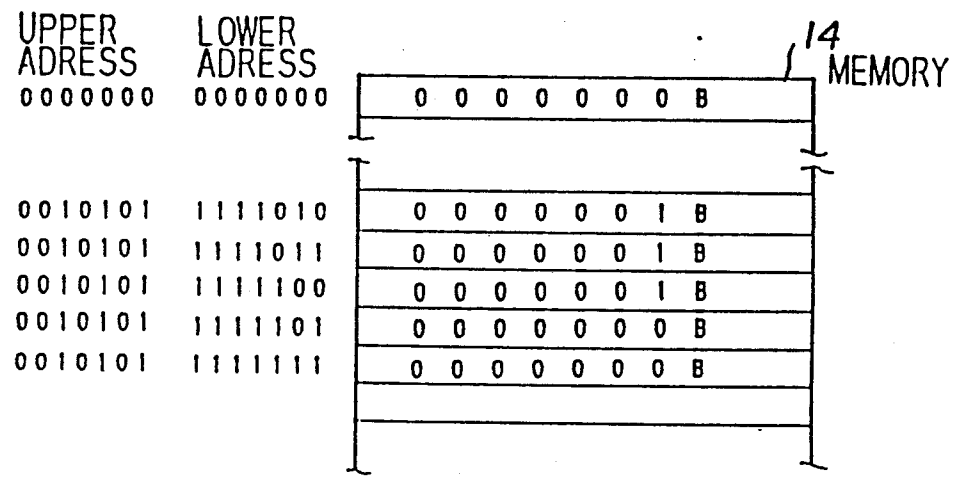 UPPER LOWER 14
ADRESS ADRESS MEMORY
0000000 0000000 0 0 0 0 0 0 0 B
0010101 1111010 0 0 0 0 0 0 1 B
0010101 1111011 0 0 0 0 0 0 1 B
0010101 1111100 0 0 0 0 0 0 1 B
0010101 1111101 0 0 0 0 0 0 0 B
0010101 1111111 0 0 0 0 0 0 0 B